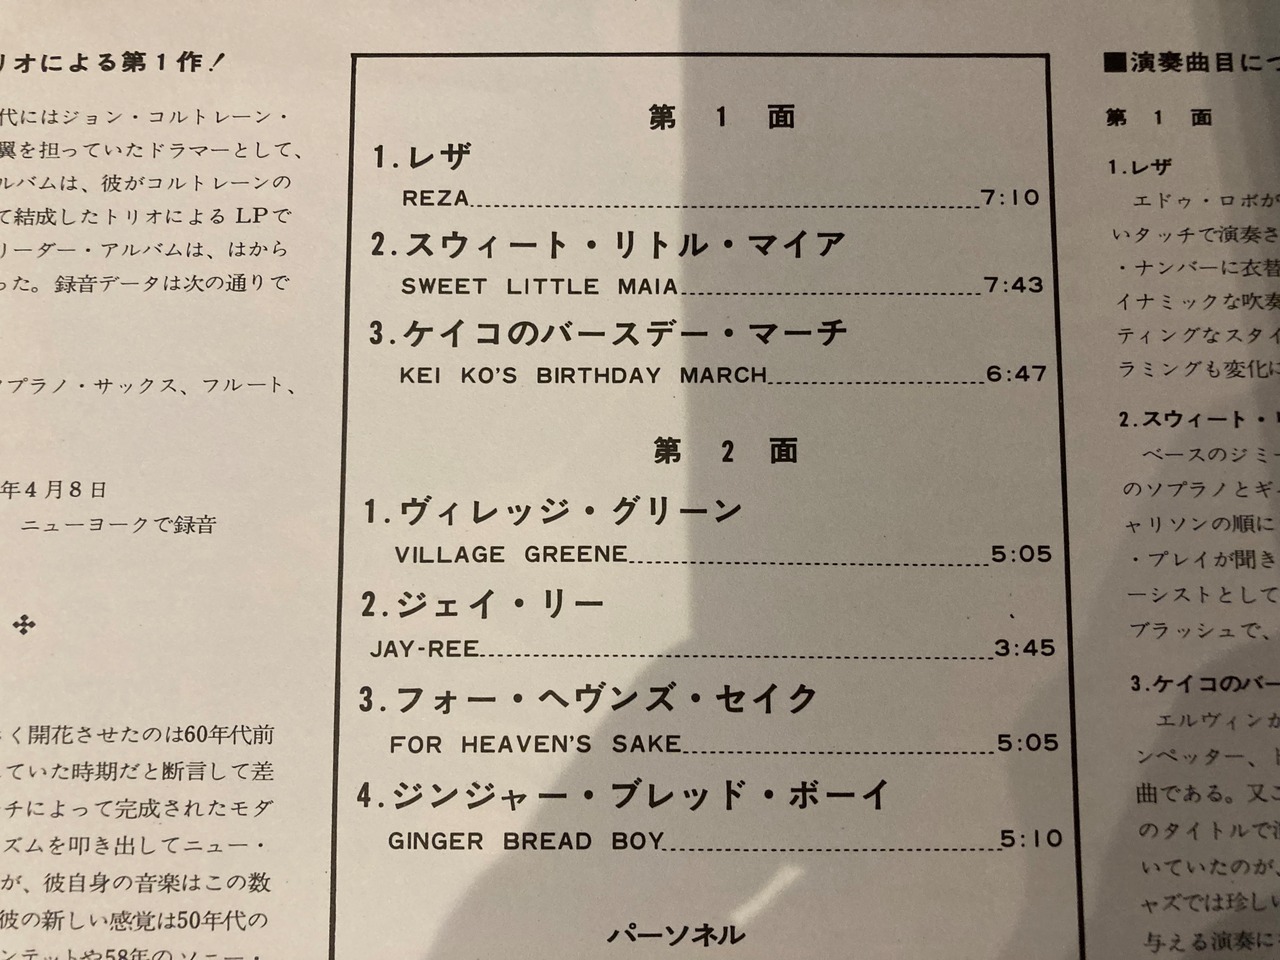 リオによる第1作!
代にはジョン・コルトレーン・
翼を担っていたドラマーとして、
ルバムは、彼がコルトレーンの
て結成したトリオによる LPで
リーダー・アルバムは、はから
った。録音データは次の通りで
ソプラノ・サックス、フルート、
年4月8日
ニューヨークで録音
く開花させたのは60年代前
ていた時期だと断言して差
チによって完成されたモダ
ズムを叩き出してニュー・
が、彼自身の音楽はこの数
彼の新しい感覚は50年代の
ンテットや58年のソニー・
第 1 面
1.レザ
REZA 7:10
2.スウィート・リトル・マイア
SWEET LITTLE MAIA 7:43
3.ケイコのバースデー・マーチ
KEI KO'S BIRTHDAY MARCH 6:47
第 2 面
1.ヴィレッジ・グリーン
VILLAGE GREENE 5:05
2.ジェイ・リー
JAY-REE 3:45
3.フォー・ヘヴンズ・セイク
FOR HEAVEN'S SAKE 5:05
4.ジンジャー・ブレッド・ボーイ
GINGER BREAD BOY 5:10
パーソネル
■演奏曲目につ
第 1 面
1.レザ
エドゥ・ロボが
いタッチで演奏さ
・ナンバーに衣替
イナミックな吹奏
ティングなスタイ
ラミングも変化に
2.スウィート・リ
ベースのジミー
のソプラノとギ
ャリソンの順に
・プレイが聞き
ーシストとして
ブラッシュで、
3.ケイコのバー
エルヴィンが
ンペッター、ヒ
曲である。又こ
のタイトルで演
いていたのが、
ャズでは珍しい
与える演奏に